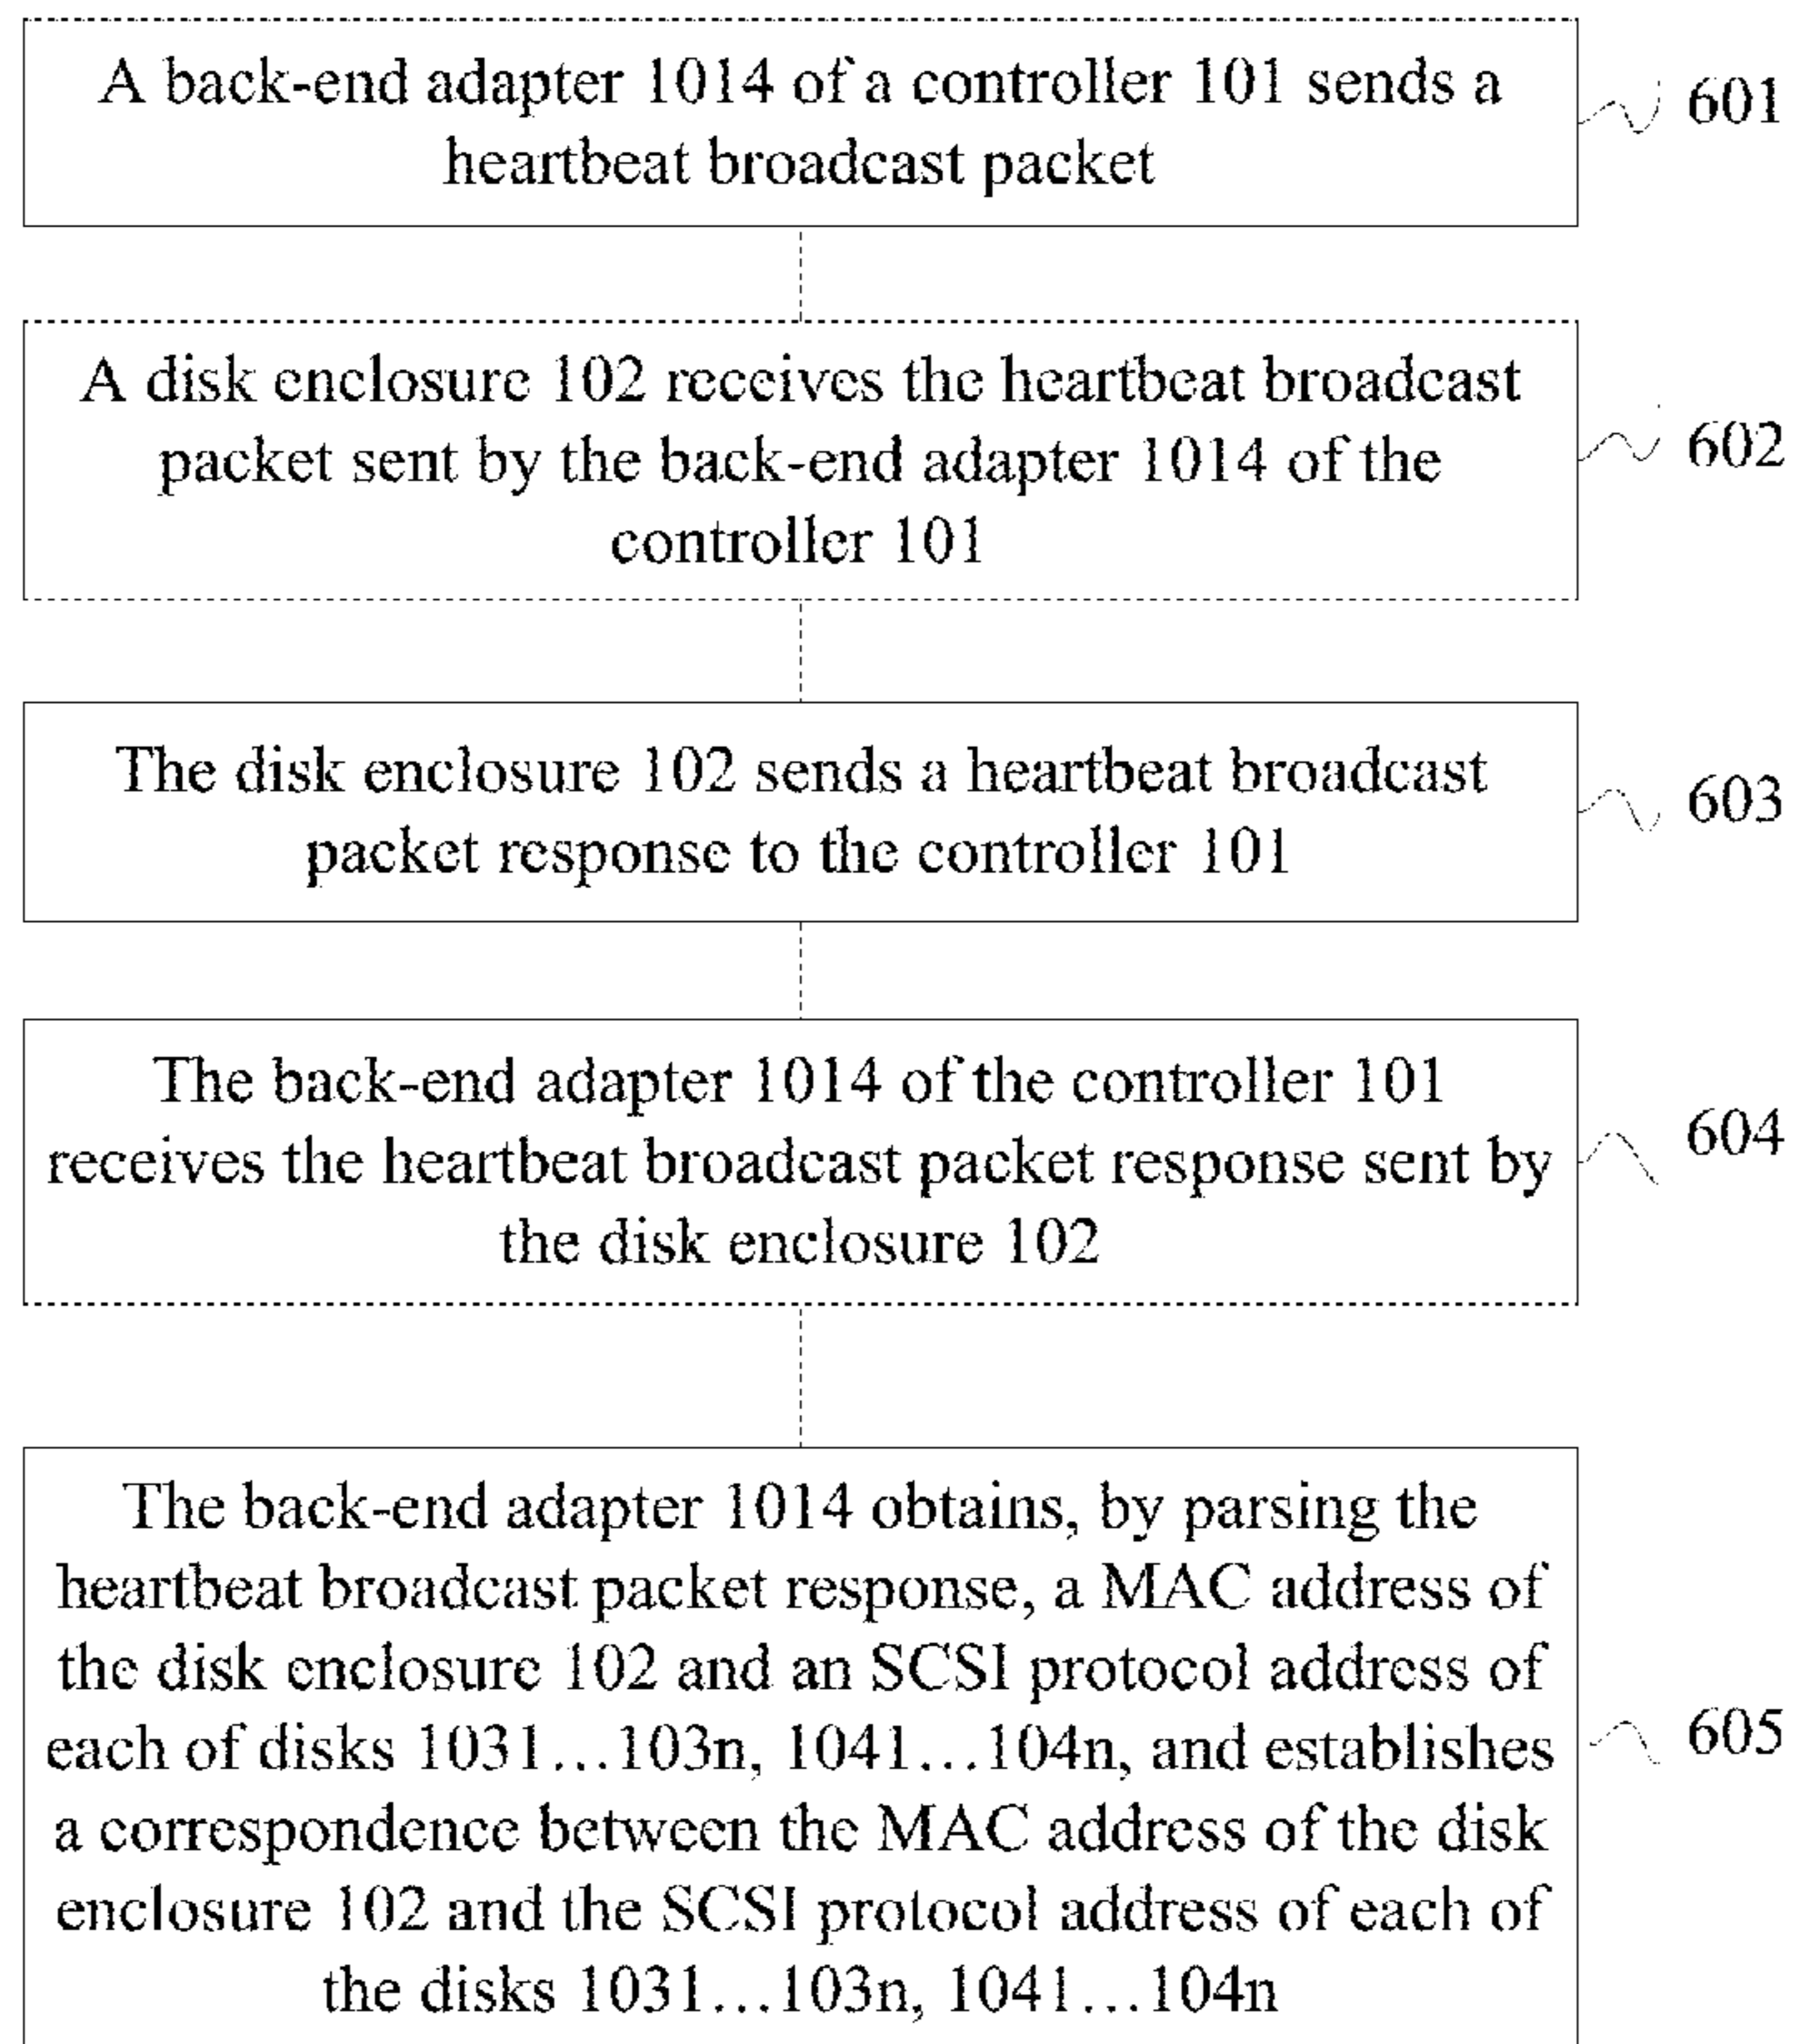 A back-end adapter 1014 of a controller 101 sends a
heartbeat broadcast packet
601
A disk enclosure 102 receives the heartbeat broadcast
packet sent by the back-end adapter 1014 of the
controller 101
602
The disk enclosure 102 sends a heartbeat broadcast
packet response to the controller 101
603
The back-end adapter 1014 of the controller 101
receives the heartbeat broadcast packet response sent by
the disk enclosure 102
604
The back-end adapter 1014 obtains, by parsing the
heartbeat broadcast packet response, a MAC address of
the disk enclosure 102 and an SCSI protocol address of
each of disks 1031...103n, 1041...104n, and establishes
a correspondence between the MAC address of the disk
enclosure 102 and the SCSI protocol address of each of
the disks 1031...103n, 1041...104n
605